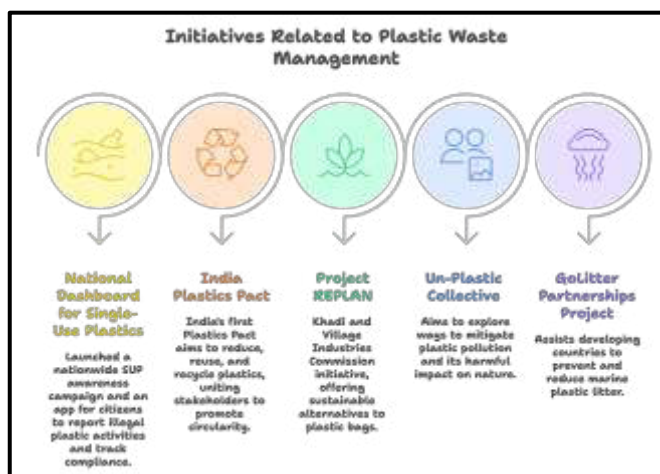 Initiatives Related to Plastic Waste
Management
National
Dashboard
for Single-
Use Plastics
Launched a
nationwide SUP
awareness
campaign and an
app for citizens
to report illegal
plastic activities
and track
compliance.
India
Plastics Pact
India's first
Plastics Pact
aims to reduce,
reuse, and
recycle plastics,
uniting
stakeholders to
promote
circularity.
Project
REPLAN
Khadi and
Village
Industries
Commission
initiative,
offering
sustainable
alternatives to
plastic bags.
Un-Plastic
Collective
Aims to explore
ways to mitigate
plastic pollution
and its harmful
impact on nature.
GoLitter
Partnerships
Project
Assists developing
countries to
prevent and
reduce marine
plastic litter.